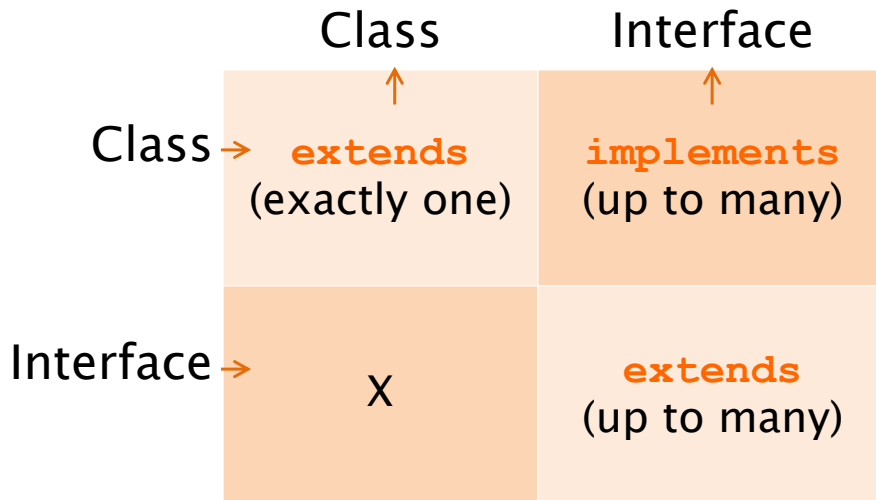 Class Interface
Class extends implements
(exactly one) (up to many)
Interface X extends
(up to many)